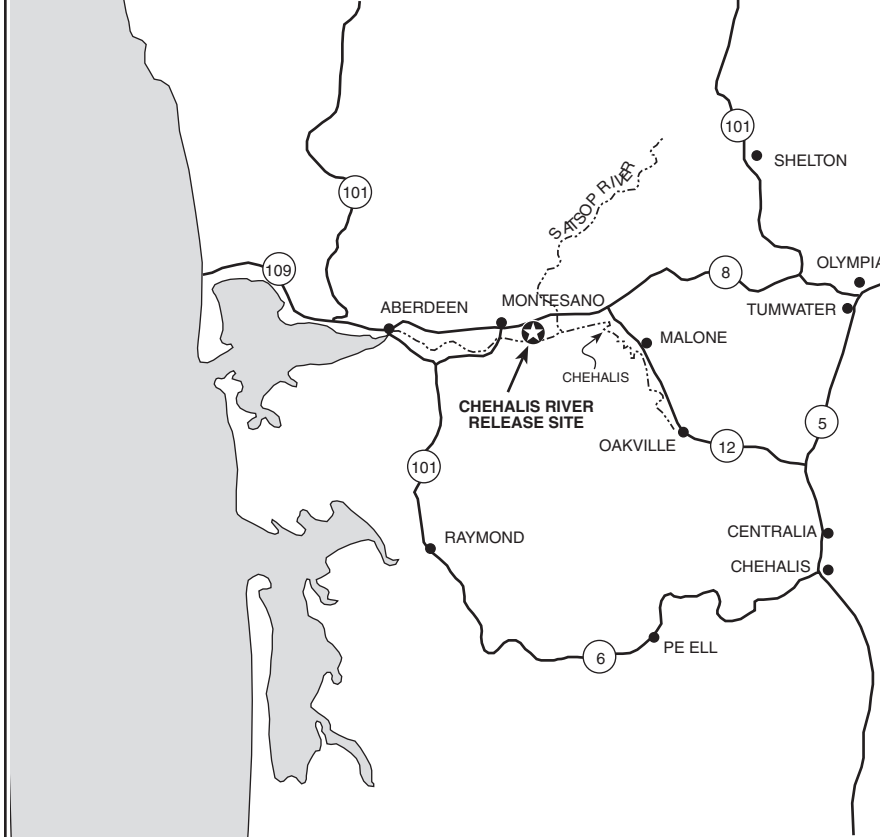 101
SHELTON
101
SATSOP RIVER
OLYMPIA
109
8
ABERDEEN
MONTESANO
TUMWATER
MALONE
CHEHALIS
CHEHALIS RIVER
RELEASE SITE
5
OAKVILLE
12
101
CENTRALIA
RAYMOND
CHEHALIS
PE ELL
6